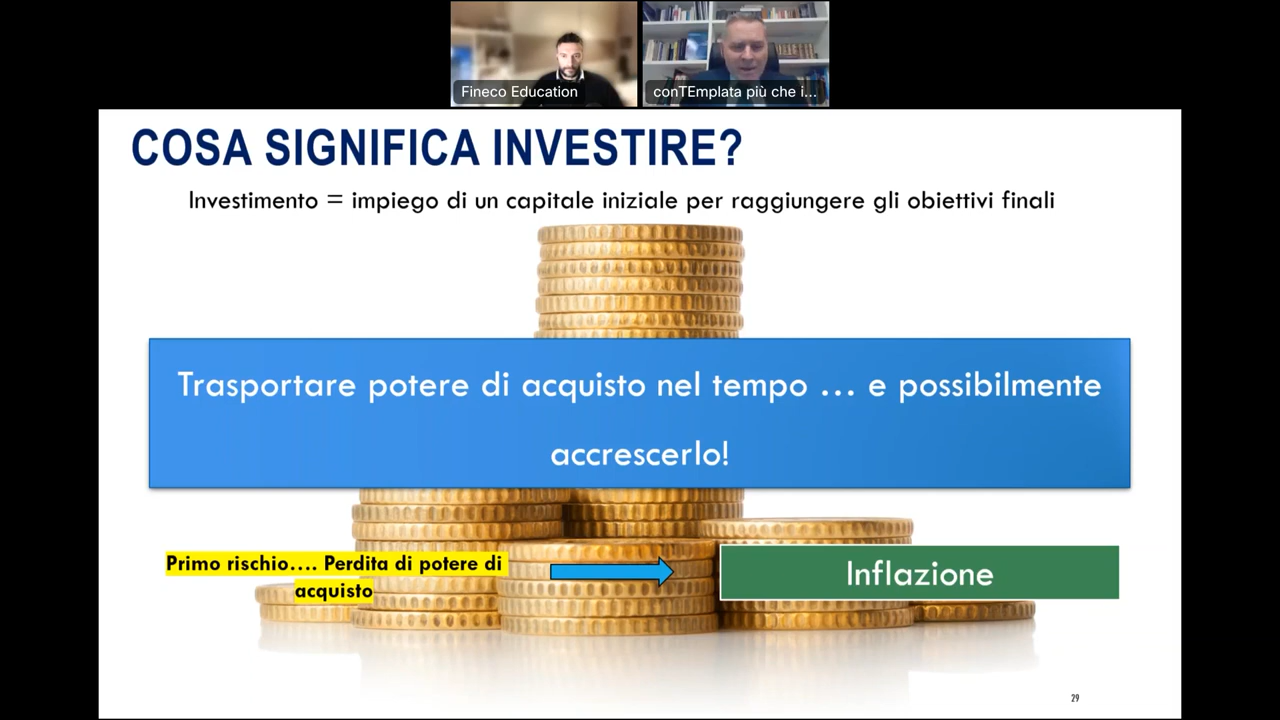 Fineco Education
conTEmplata più che i...
COSA SIGNIFICA INVESTIRE?
Investimento = impiego di un capitale iniziale per raggiungere gli obiettivi finali
Trasportare potere di acquisto nel tempo ... e possibilmente
accrescerlo!
Primo rischio.... Perdita di potere di
acquisto
Inflazione
29